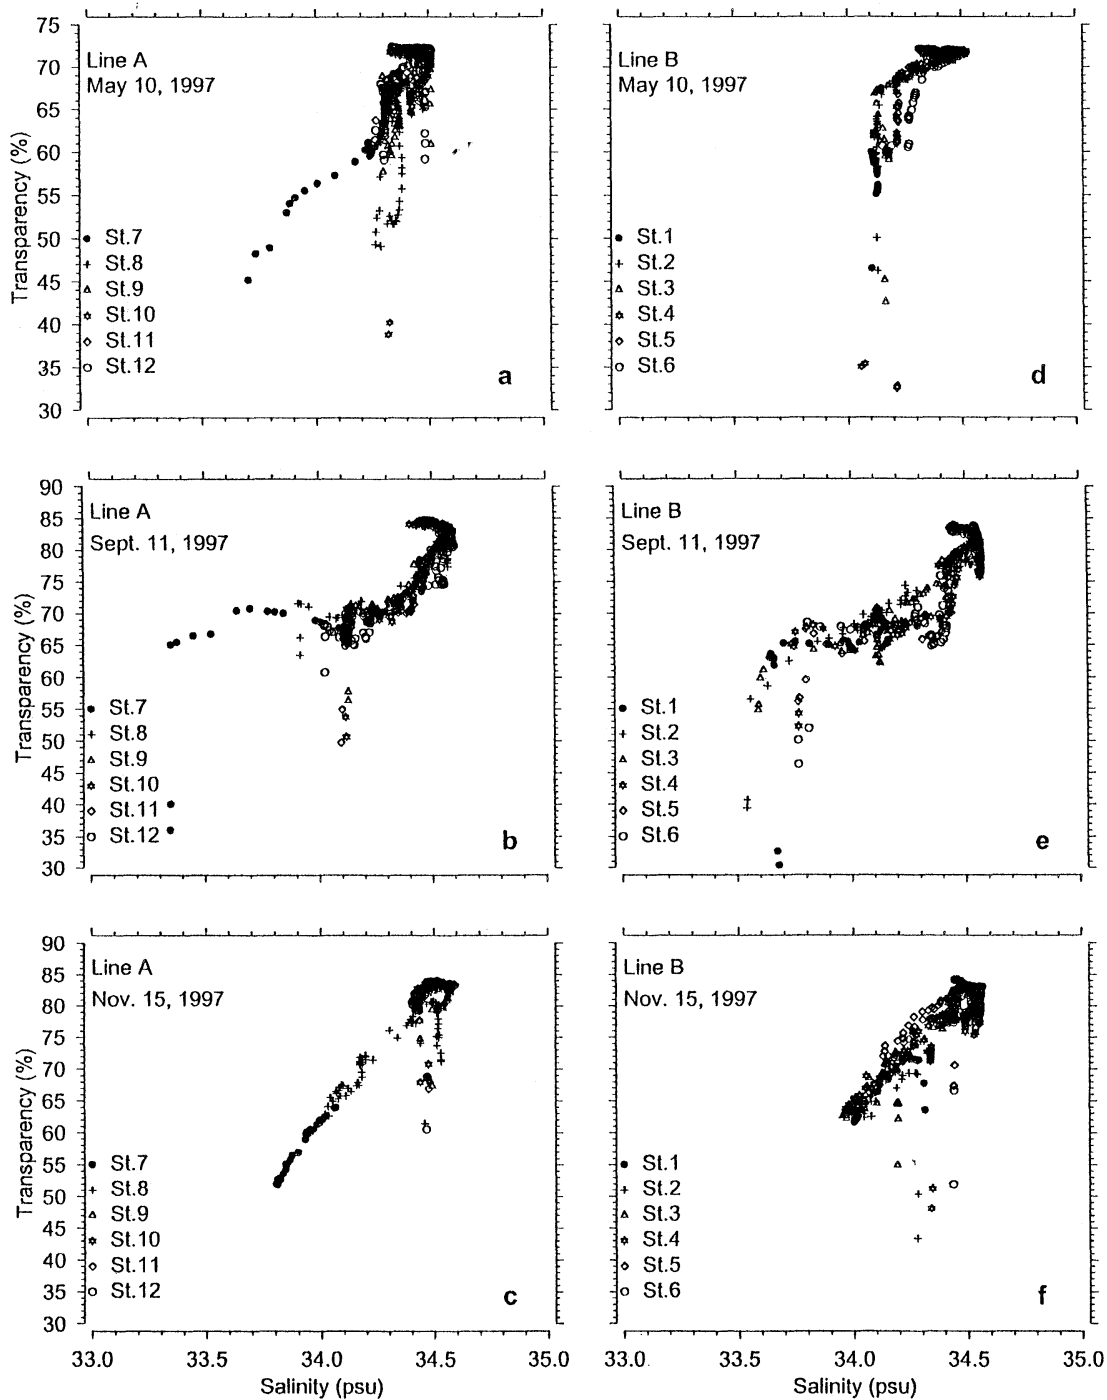 75
70
65
60
55
50
45
40
35
30
Transparency (%)
Line A
May 10, 1997
St.7
St.8
St.9
St.10
St.11
St.12
a
Line B
May 10, 1997
St.1
St.2
St.3
St.4
St.5
St.6
d
90
85
80
75
70
65
60
55
50
45
40
35
30
Transparency (%)
Line A
Sept. 11, 1997
St.7
St.8
St.9
St.10
St.11
St.12
b
Line B
Sept. 11, 1997
St.1
St.2
St.3
St.4
St.5
St.6
e
90
85
80
75
70
65
60
55
50
45
40
35
30
Transparency (%)
Line A
Nov. 15, 1997
St.7
St.8
St.9
St.10
St.11
St.12
c
33.0 33.5 34.0 34.5
Salinity (psu)
Line B
Nov. 15, 1997
St.1
St.2
St.3
St.4
St.5
St.6
f
33.0 33.5 34.0 34.5 35.0
Salinity (psu)